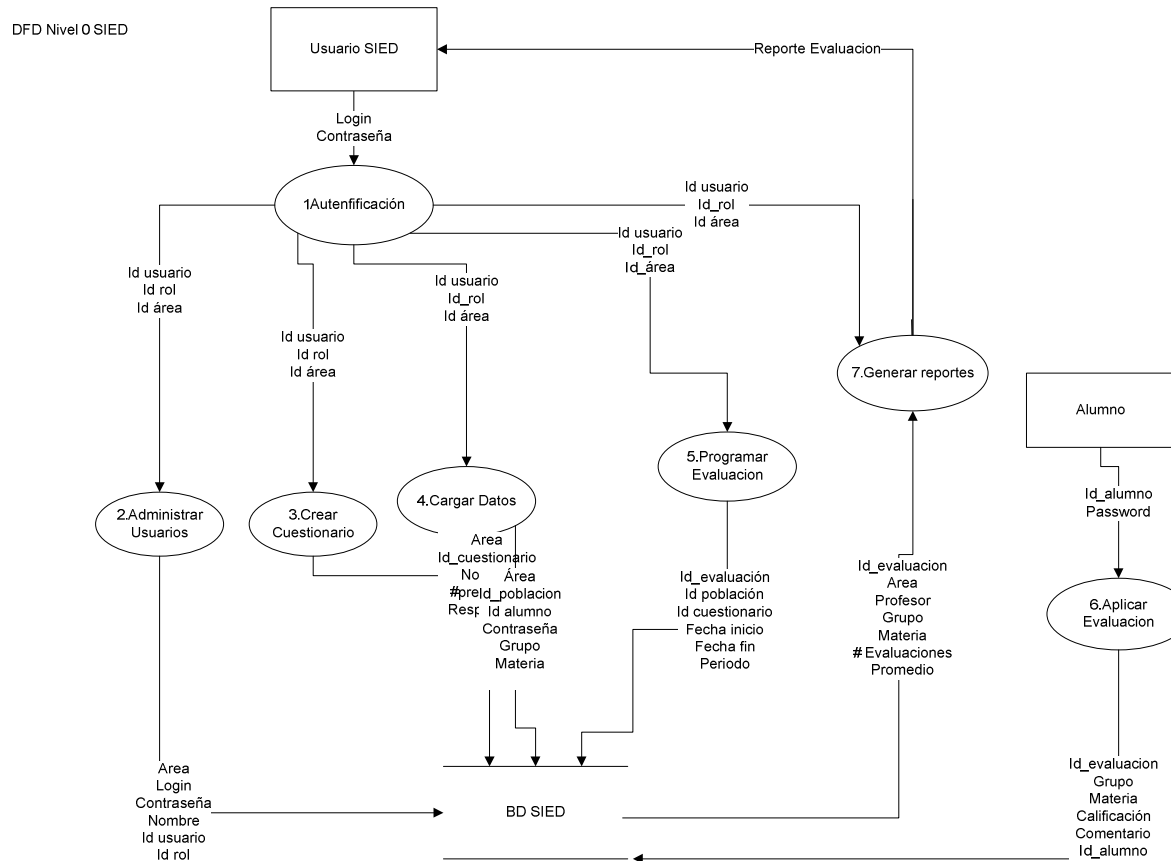 DFD Nivel 0 SIED
Usuario SIED
Reporte Evaluacion
Login
Contraseña
1Autenfificación
Id usuario
Id_rol
Id área
Id usuario
Id_rol
Id_área
Id usuario
Id rol
Id área
Id usuario
Id_rol
Id área
Id usuario
Id rol
Id área
7.Generar reportes
Alumno
5.Programar
Evaluacion
4.Cargar Datos
2.Administrar
Usuarios
3.Crear
Cuestionario
Id_alumno
Password
Area
Id_cuestionario
Área
Id_poblacion
Id alumno
Contraseña
Grupo
Materia
Id_evaluación
Id población
Id cuestionario
Fecha inicio
Fecha fin
Periodo
Id_evaluacion
Area
Profesor
Grupo
Materia
# Evaluaciones
Promedio
6.Aplicar
Evaluacion
Area
Login
Contraseña
Nombre
Id usuario
Id rol
BD SIED
Id_evaluacion
Grupo
Materia
Calificación
Comentario
Id_alumno